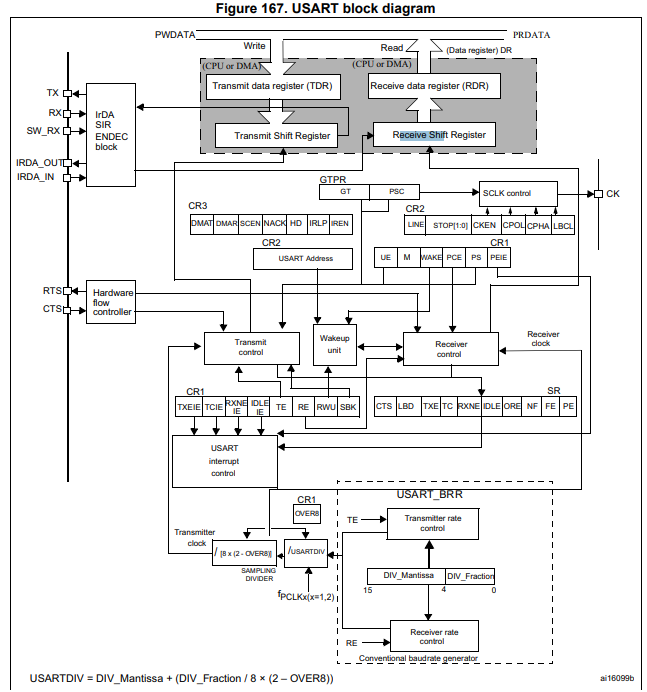 Figure 167. USART block diagram
PWDATA
PRDATA
Write
Read
(Data register) DR
(CPU or DMA)
(CPU or DMA)
TX
RX
SW_RX
IRDA_OUT
IRDA_IN
IrDA
SIR
ENDEC
block
Transmit data register (TDR)
Receive data register (RDR)
Transmit Shift Register
Receive Shift Register
GTPR
GT
PSC
SCLK control
CK
CR3
DMAT DMAR SCEN NACK HD IRLP IREN
CR2
LINE STOP[1:0] CKEN CPOL CPHA LBCL
CR2
USART Address
CR1
UE M WAKE PCE PS PEIE
RTS
CTS
Hardware
flow
controller
Transmit
control
Wakeup
unit
Receiver
control
Receiver
clock
CR1
TXEIE TCIE RXNE IE IDLE IE TE RE RWU SBK
SR
CTS LBD TXE TC RXNE IDLE ORE NF FE PE
USART
interrupt
control
CR1
OVER8
USART_BRR
TE
Transmitter rate
control
Transmitter
clock
/ [8 x (2 - OVER8)]
SAMPLING
DIVIDER
/USARTDIV
fPCLKx(x=1,2)
DIV_Mantissa DIV_Fraction
15 4 0
RE
Receiver rate
control
Conventional baudrate generator
USARTDIV = DIV_Mantissa + (DIV_Fraction / 8 × (2 – OVER8))
ai16099b